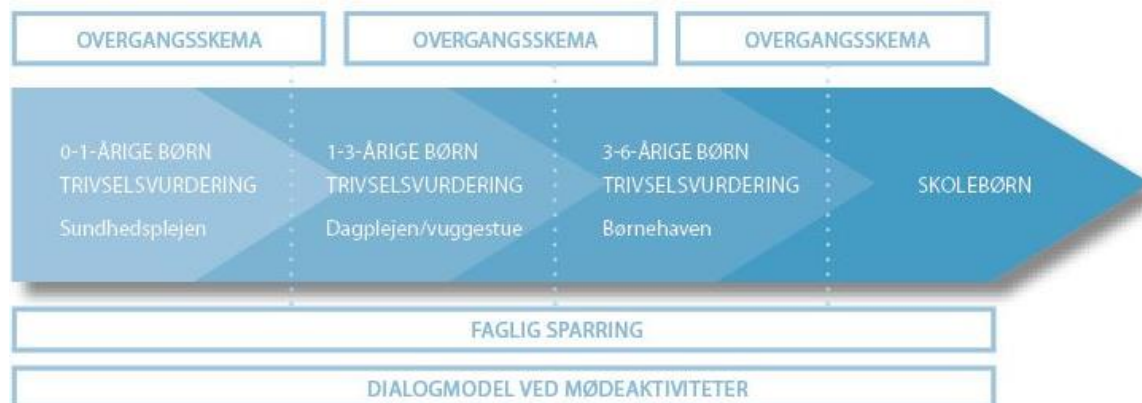 OVERGANGSSKEMA
OVERGANGSSKEMA
OVERGANGSSKEMA
0-1-ÅRIGE BØRN
TRIVSELSVURDERING
Sundhedsplejen
1-3-ÅRIGE BØRN
TRIVSELSVURDERING
Dagplejen/vuggestue
3-6-ÅRIGE BØRN
TRIVSELSVURDERING
Børnehaven
SKOLEBØRN
FAGLIG SPARRING
DIALOGMODEL VED MØDEAKTIVITETER